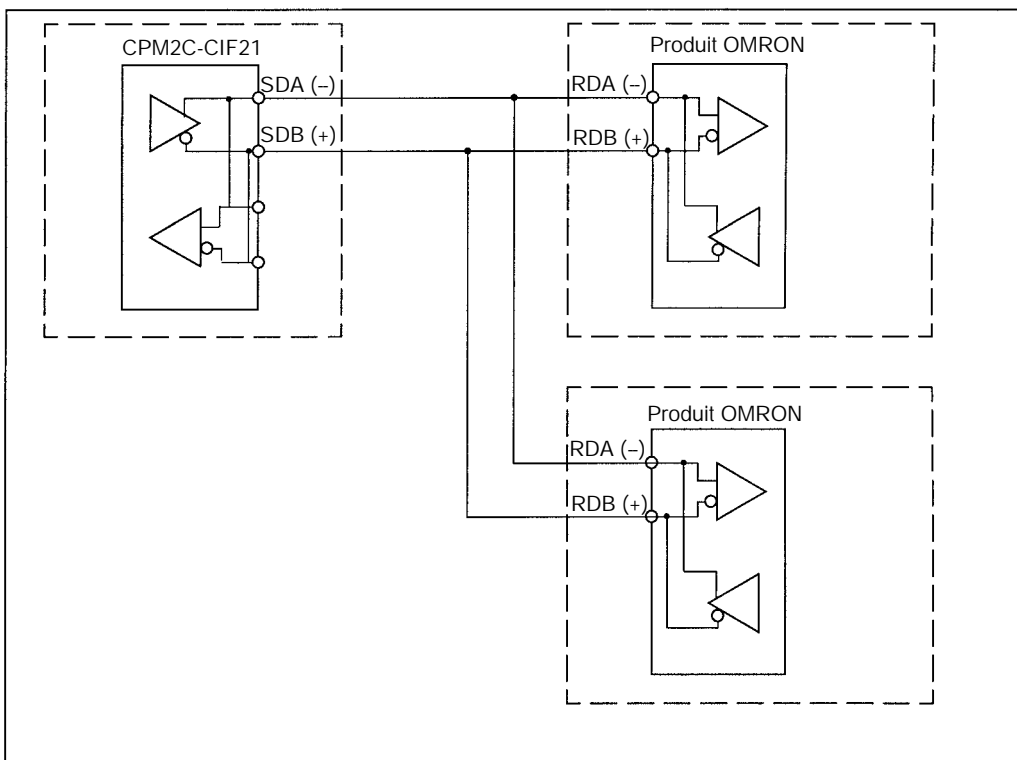 CPM2C-CIF21
Produit OMRON
SDA (–)
RDA (–)
SDB (+)
RDB (+)
Produit OMRON
RDA (–)
RDB (+)